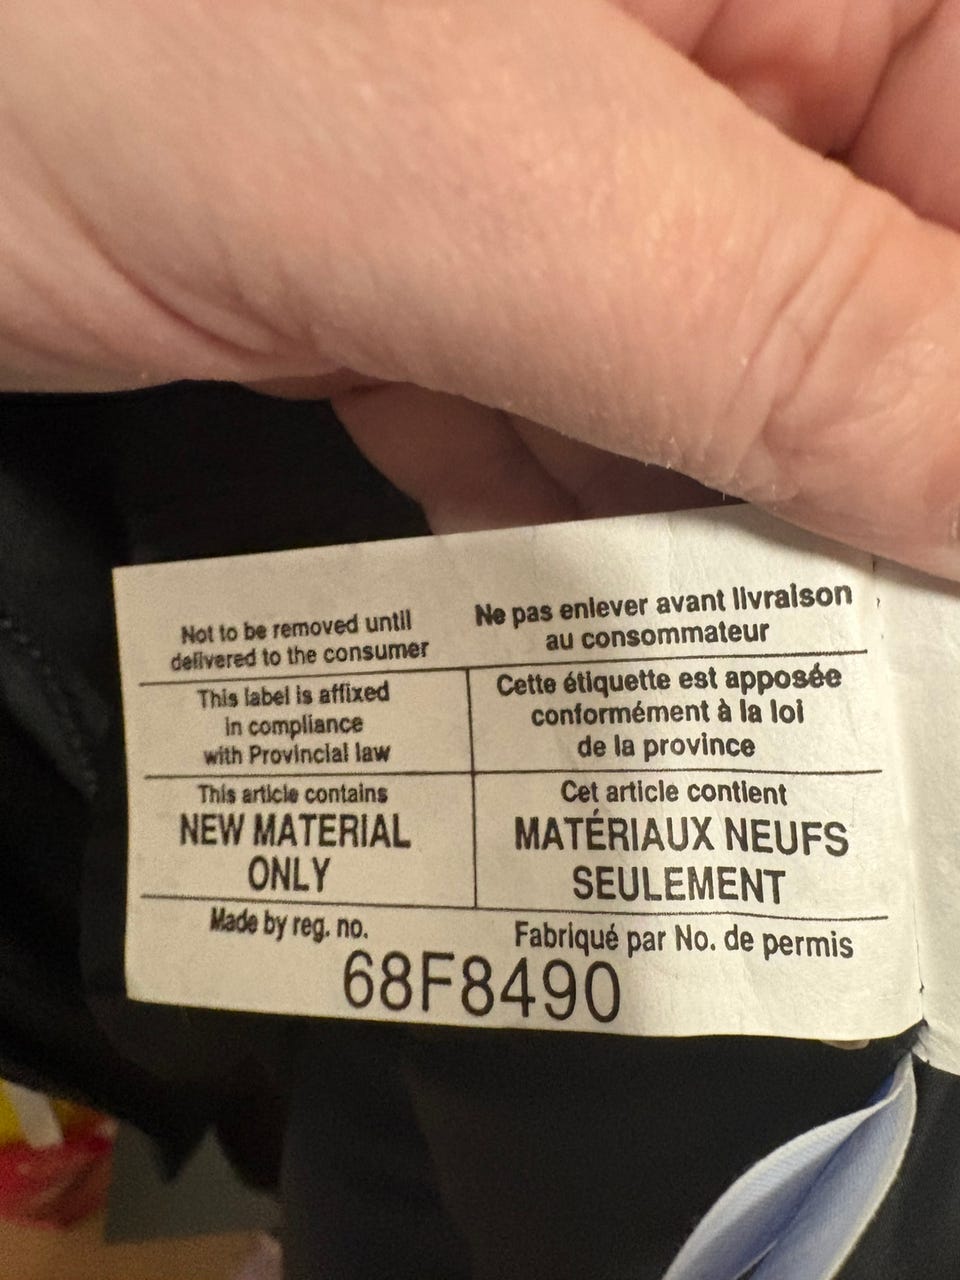 Not to be removed until
delivered to the consumer
Ne pas enlever avant livraison
au consommateur
This label is affixed
in compliance
with Provincial law
Cette étiquette est apposée
conformément à la loi
de la province
This article contains
NEW MATERIAL
ONLY
Cet article contient
MATÉRIAUX NEUFS
SEULEMENT
Made by reg. no.
Fabriqué par No. de permis
68F8490